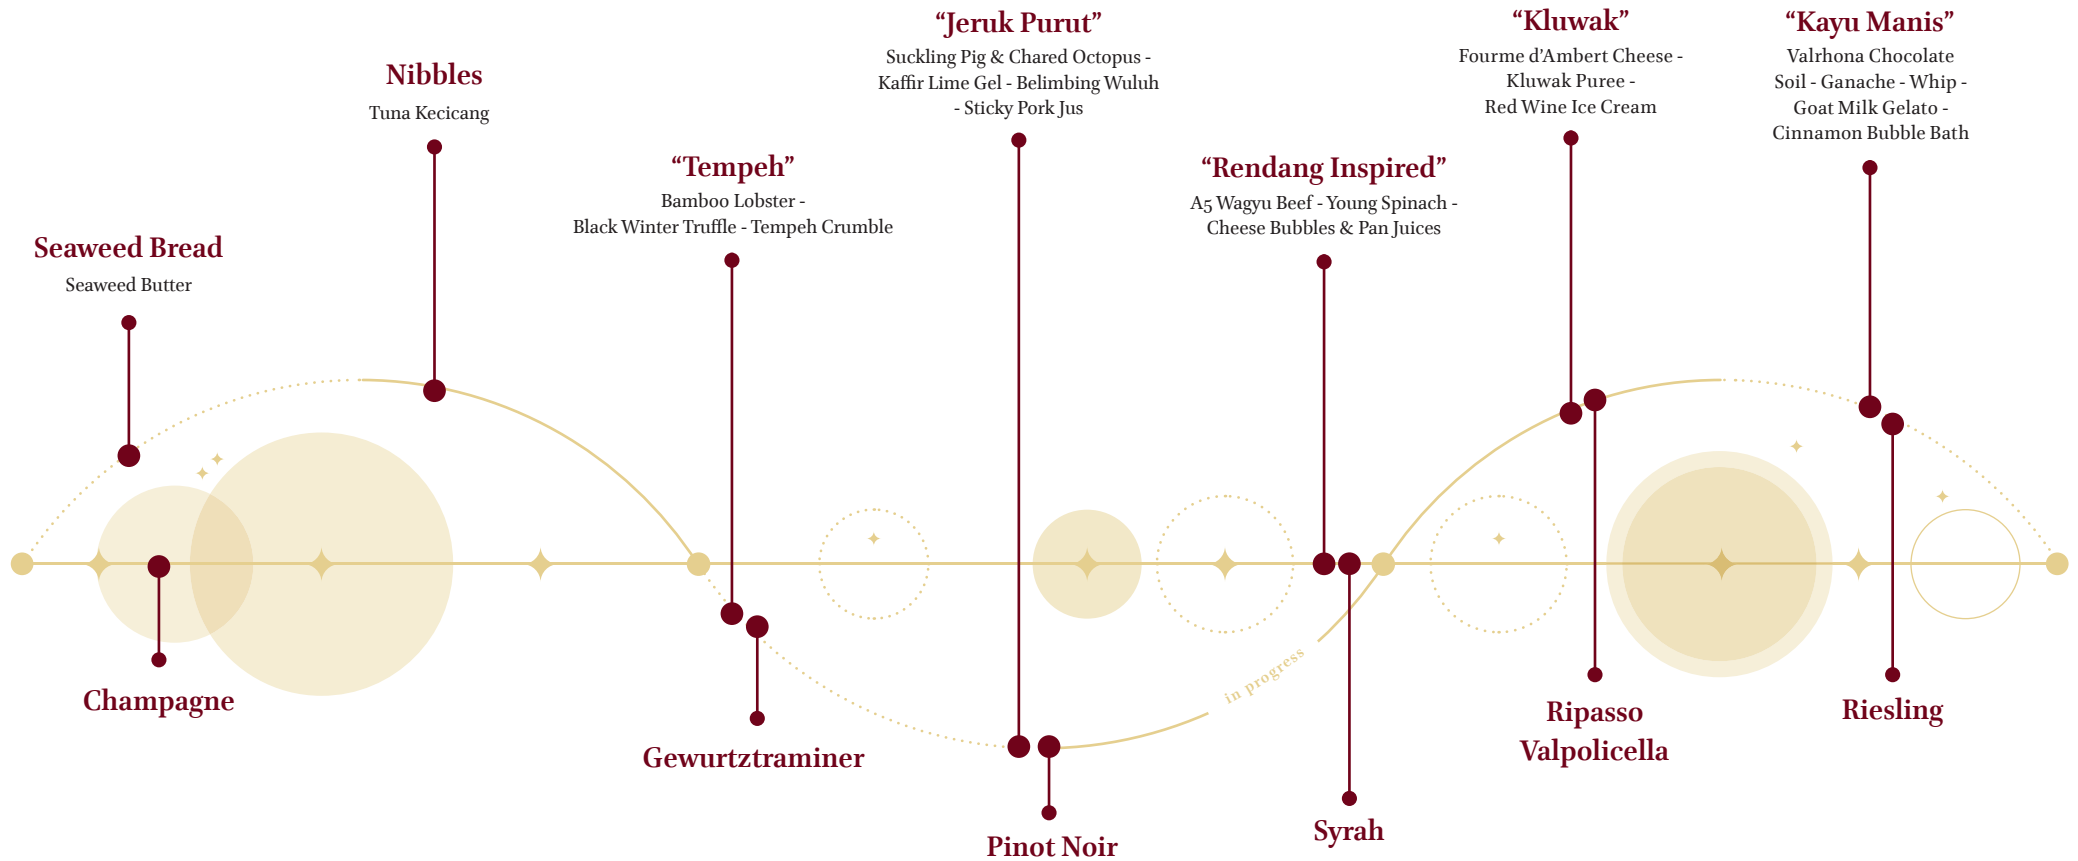 Seaweed Bread
Seaweed Butter
Nibbles
Tuna Kecicang
“Tempeh”
Bamboo Lobster -
Black Winter Truffle - Tempeh Crumble
“Jeruk Purut”
Suckling Pig & Chared Octopus -
Kaffir Lime Gel - Belimbing Wuluh
- Sticky Pork Jus
“Rendang Inspired”
A5 Wagyu Beef - Young Spinach -
Cheese Bubbles & Pan Juices
“Kluwak”
Fourme d’Ambert Cheese -
Kluwak Puree -
Red Wine Ice Cream
“Kayu Manis”
Valrhona Chocolate
Soil - Ganache - Whip -
Goat Milk Gelato -
Cinnamon Bubble Bath
in progress
Champagne
Gewurtztraminer
Pinot Noir
Syrah
Ripasso
Valpolicella
Riesling